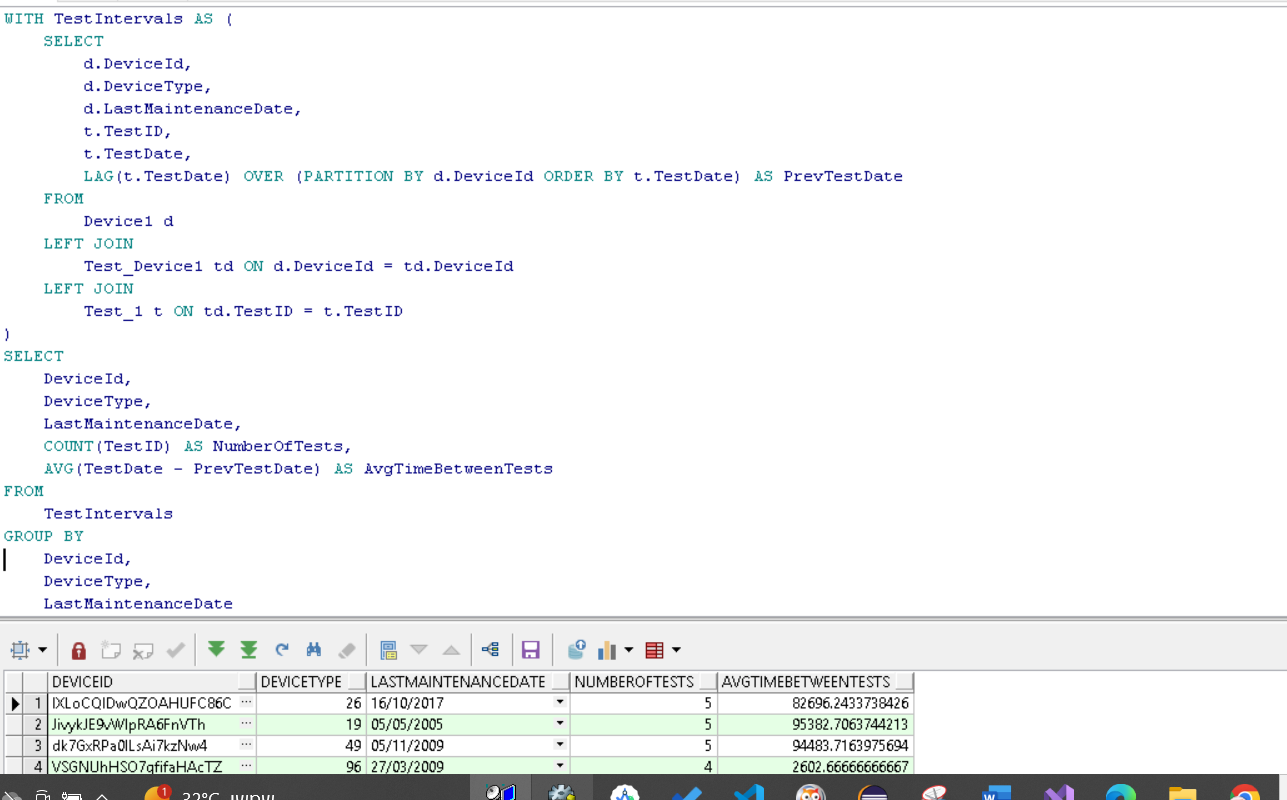 WITH TestIntervals AS (
SELECT
d.DeviceId,
d.DeviceType,
d.LastMaintenanceDate,
t.TestID,
t.TestDate,
LAG(t.TestDate) OVER (PARTITION BY d.DeviceId ORDER BY t.TestDate) AS PrevTestDate
FROM
Device1 d
LEFT JOIN
Test_Device1 td ON d.DeviceId = td.DeviceId
LEFT JOIN
Test_1 t ON td.TestID = t.TestID
)
SELECT
DeviceId,
DeviceType,
LastMaintenanceDate,
COUNT(TestID) AS NumberOfTests,
AVG(TestDate - PrevTestDate) AS AvgTimeBetweenTests
FROM
TestIntervals
GROUP BY
DeviceId,
DeviceType,
LastMaintenanceDate
DEVICEID DEVICETYPE LASTMAINTENANCEDATE NUMBEROFTESTS AVGTIMEBETWEENTESTS
1 IXLoCQIDwQZOAHUFC86C ... 26 16/10/2017 5 82696.2433738426
2 JivykJE9vWIpRA6FnVTh ... 19 05/05/2005 5 95382.7063744213
3 dk7GxRPa0ILsAi7kzNw4 ... 49 05/11/2009 5 94483.7163975694
4 VSGNUhHSO7qfifaHAcTZ ... 96 27/03/2009 4 2602.66666666667
1 32°C